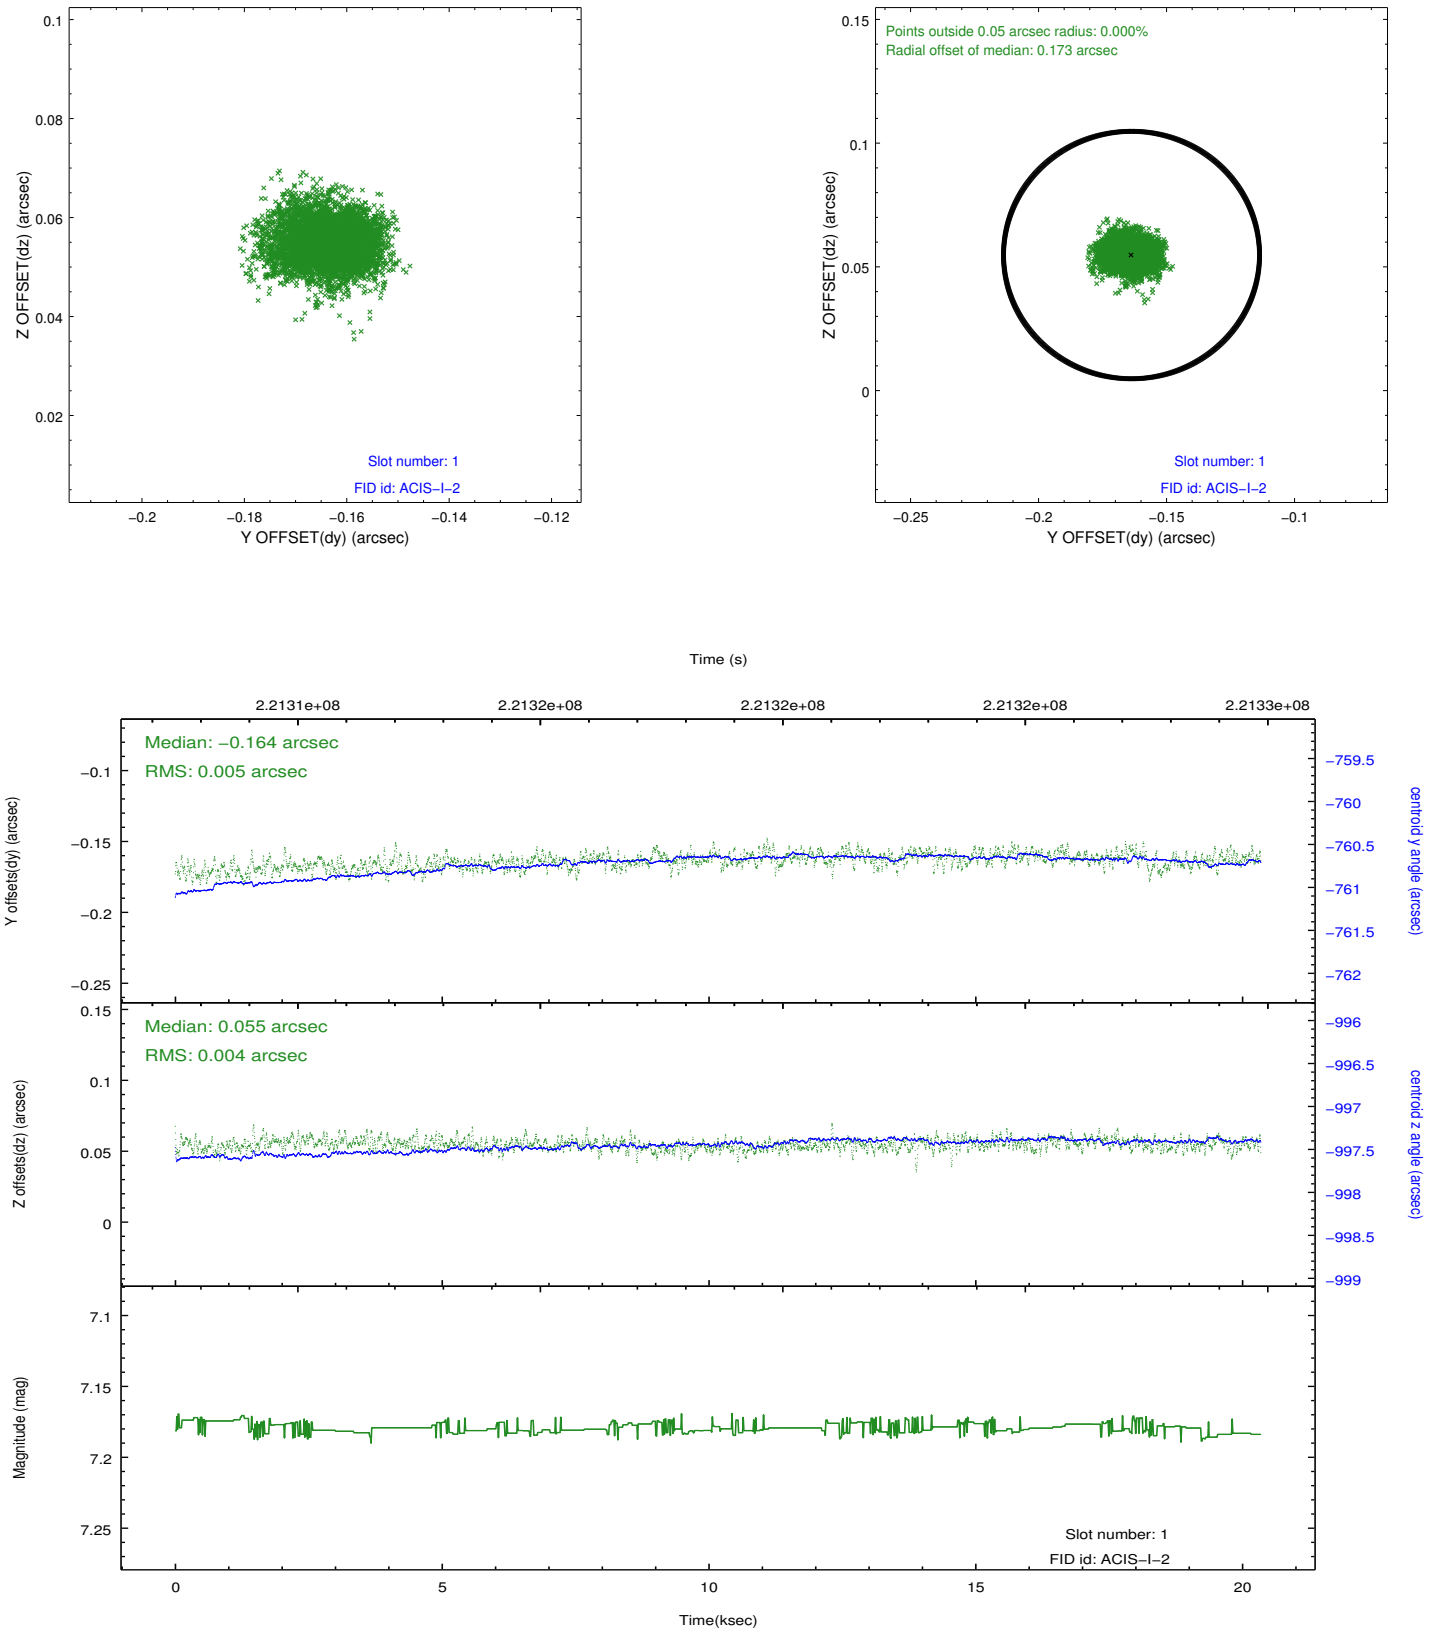 0.1
0.08
0.06
0.04
0.02
Z OFFSET(dz) (arcsec)
Slot number: 1
FID id: ACIS−I−2
−0.2 −0.18 −0.16 −0.14 −0.12
Y OFFSET(dy) (arcsec)
Points outside 0.05 arcsec radius: 0.000%
Radial offset of median: 0.173 arcsec
0.15
0.1
0.05
0
Z OFFSET(dz) (arcsec)
Slot number: 1
FID id: ACIS−I−2
−0.25 −0.2 −0.15 −0.1
Y OFFSET(dy) (arcsec)
Time (s)
2.2131e+08 2.2132e+08 2.2132e+08 2.2132e+08 2.2133e+08
Median: −0.164 arcsec
RMS: 0.005 arcsec
−0.1
−0.15
−0.2
−0.25
Y offsets(dy) (arcsec)
−759.5
−760
−760.5
−761
−761.5
−762
centroid y angle (arcsec)
Median: 0.055 arcsec
RMS: 0.004 arcsec
0.15
0.1
0.05
0
Z offsets(dz) (arcsec)
−996
−996.5
−997
−997.5
−998
−998.5
−999
centroid z angle (arcsec)
7.1
7.15
7.2
7.25
Magnitude (mag)
Slot number: 1
FID id: ACIS−I−2
0 5 10 15 20
Time(ksec)